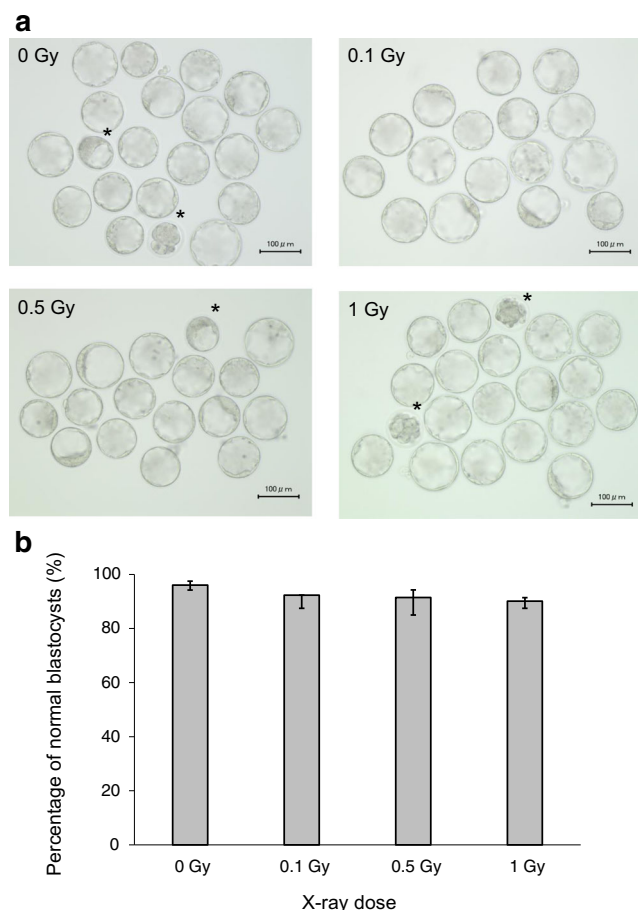 a
0 Gy
*
*
100 μm
0.1 Gy
100 μm
0.5 Gy
*
100 μm
1 Gy
*
*
100 μm
b
Percentage of normal blastocysts (%)
100
80
60
40
20
0
0 Gy
0.1 Gy
0.5 Gy
1 Gy
X-ray dose